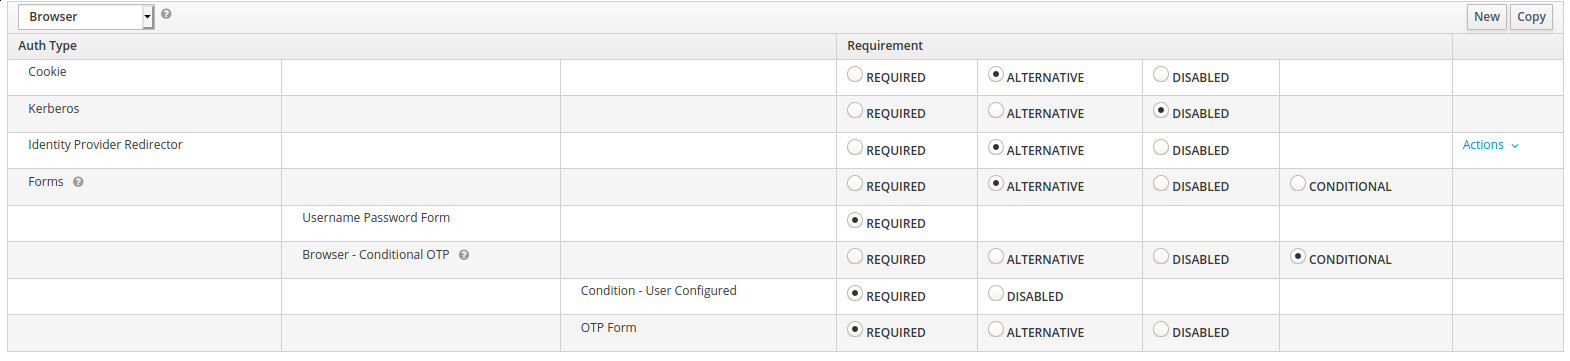 Browser New Copy
Auth Type Requirement
Cookie REQUIRED ALTERNATIVE DISABLED
Kerberos REQUIRED ALTERNATIVE DISABLED
Identity Provider Redirector REQUIRED ALTERNATIVE DISABLED Actions
Forms ? REQUIRED ALTERNATIVE DISABLED CONDITIONAL
Username Password Form REQUIRED
Browser - Conditional OTP ? REQUIRED ALTERNATIVE DISABLED CONDITIONAL
Condition - User Configured REQUIRED DISABLED
OTP Form REQUIRED ALTERNATIVE DISABLED